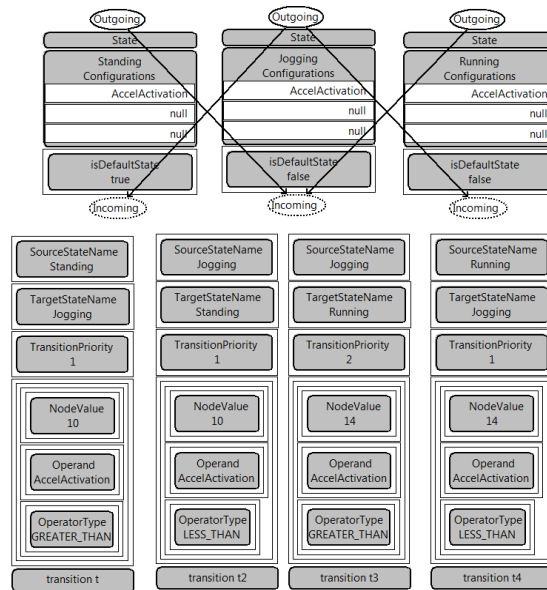 Outgoing
Outgoing
Outgoing
State
State
State
Standing
Configurations
AccelActivation
null
null
isDefaultState
true
Incoming
Jogging
Configurations
AccelActivation
null
null
isDefaultState
false
Incoming
Running
Configurations
AccelActivation
null
null
isDefaultState
false
Incoming
SourceStateName
Standing
TargetStateName
Jogging
TransitionPriority
1
NodeValue
10
Operand
AccelActivation
OperatorType
GREATER_THAN
transition t
SourceStateName
Jogging
TargetStateName
Standing
TransitionPriority
1
NodeValue
10
Operand
AccelActivation
OperatorType
LESS_THAN
transition t2
SourceStateName
Jogging
TargetStateName
Running
TransitionPriority
2
NodeValue
14
Operand
AccelActivation
OperatorType
GREATER_THAN
transition t3
SourceStateName
Running
TargetStateName
Jogging
TransitionPriority
1
NodeValue
14
Operand
AccelActivation
OperatorType
LESS_THAN
transition t4